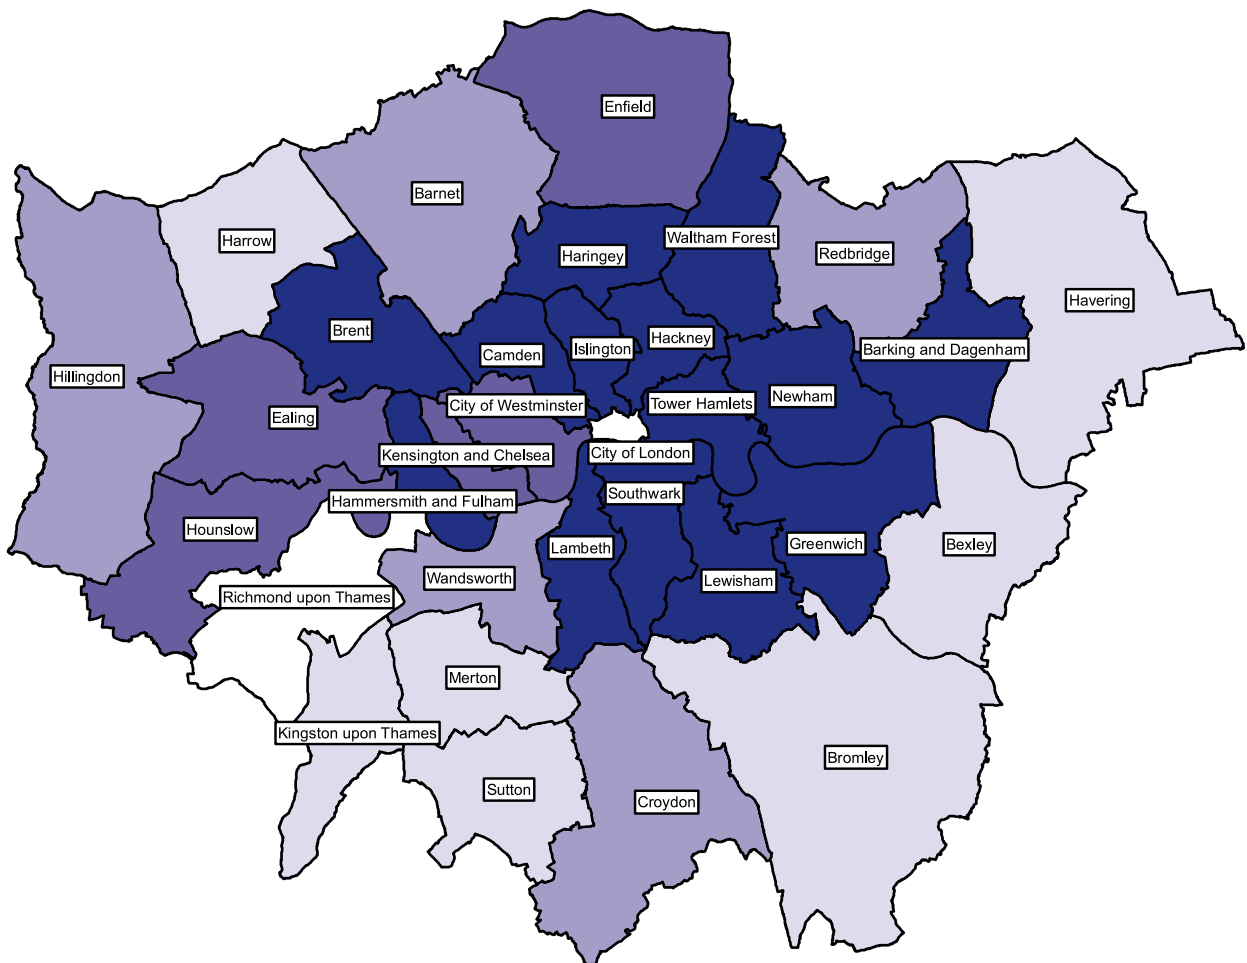 Enfield
Barnet
Waltham Forest
Harrow
Redbridge
Haringey
Havering
Brent
Hackney
Islington
Barking and Dagenham
Camden
Hillingdon
Newham
Tower Hamlets
City of Westminster
Ealing
City of London
Kensington and Chelsea
Southwark
Hammersmith and Fulham
Hounslow
Greenwich
Bexley
Lambeth
Wandsworth
Lewisham
Richmond upon Thames
Merton
Kingston upon Thames
Bromley
Sutton
Croydon